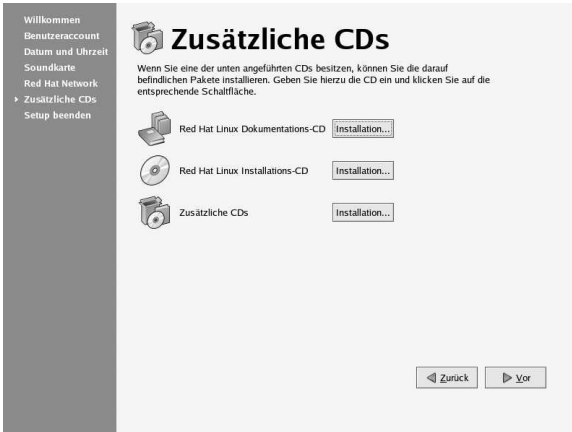 Willkommen
Benutzeraccount
Datum und Uhrzeit
Soundkarte
Red Hat Network
Zusätzliche CDs
Setup beenden
Zusätzliche CDs
Wenn Sie eine der unten angeführten CDs besitzen, können Sie die darauf
befindlichen Pakete installieren. Geben Sie hierzu die CD ein und klicken Sie auf die
entsprechende Schaltfläche.
Red Hat Linux Dokumentations-CD Installation...
Red Hat Linux Installations-CD Installation...
Zusätzliche CDs Installation...
Zurück Vor